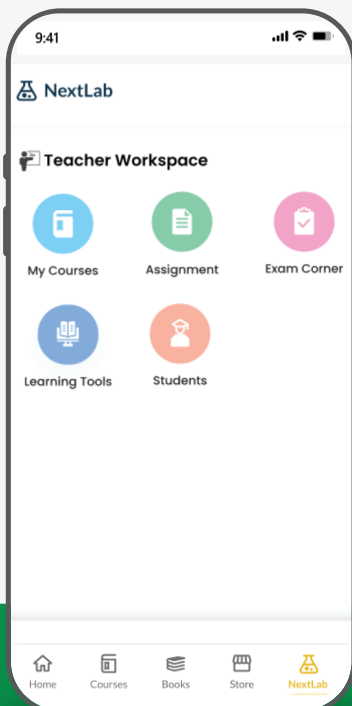 9:41
NextLab
Teacher Workspace
My Courses Assignment Exam Corner
Learning Tools Students
Home Courses Books Store NextLab